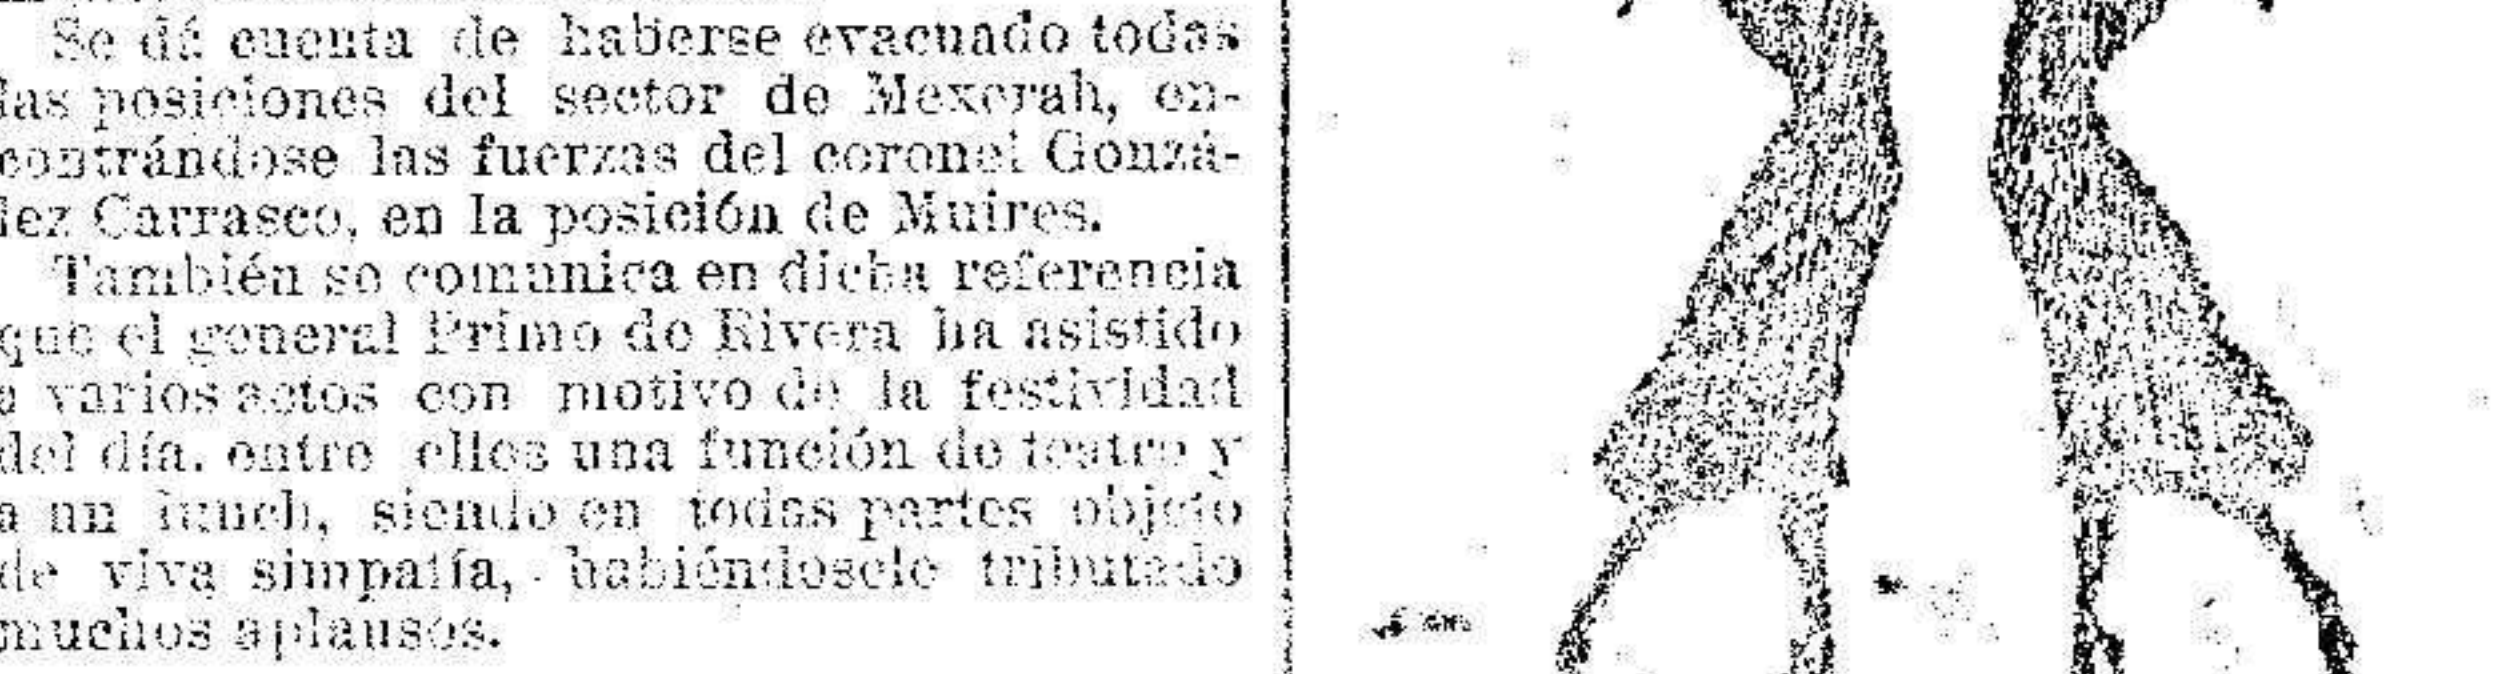 Se dá cuenta de haberse evacuado todas
las posiciones del sector de Mexerah, en-
contrándose las fuerzas del coronel Gonzá-
lez Carrasco, en la posición de Muires.
También se comunica en dicha referencia
que el general Primo de Rivera ha asistido
a varios actos con motivo de la festividad
del día, entre ellos una función de teatro y
a un lunch, siendo en todas partes objeto
de viva simpatía, habiéndosele tributado
muchos aplausos.